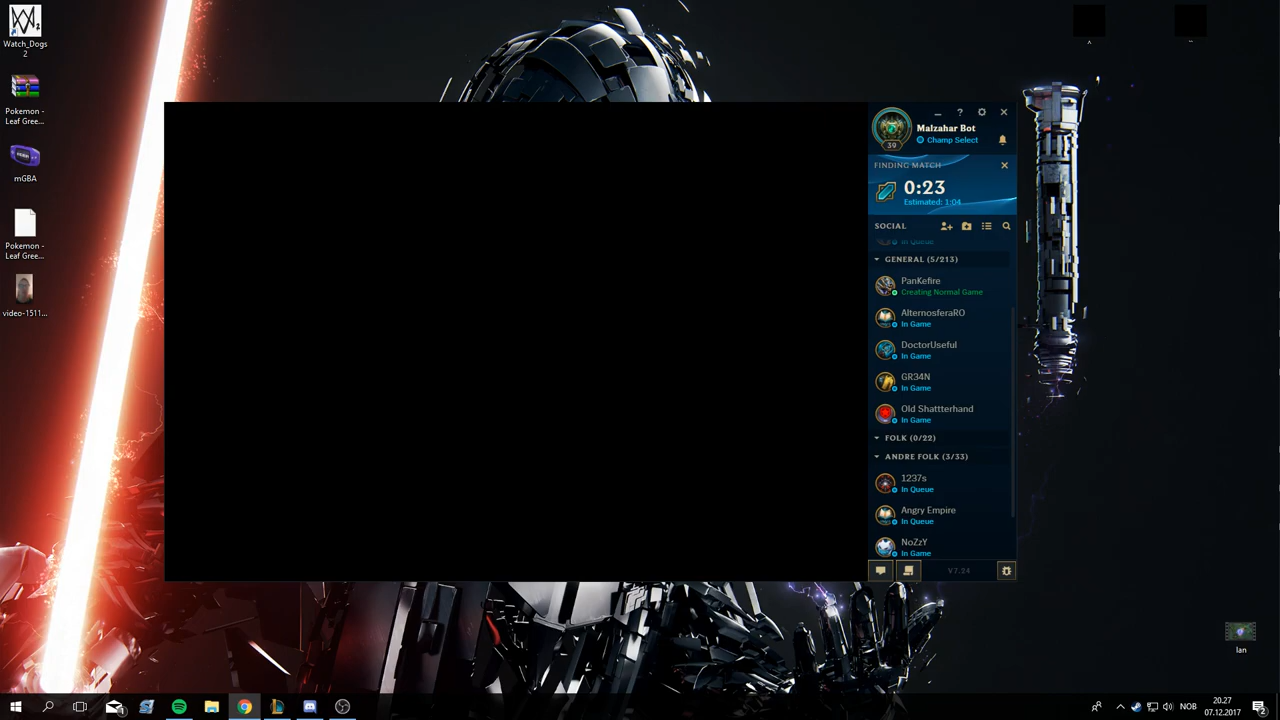 Watch_Dogs
2
Pokemon -
Leaf Gree...
mGBA
Pokemon -
Leaf Gree...
video-1511...
Malzahar Bot
39
Champ Select
FINDING MATCH
0:23
Estimated: 1:04
SOCIAL
In Queue
GENERAL (5/213)
PanKefire
Creating Normal Game
AlternosferaRO
In Game
DoctorUseful
In Game
GR34N
In Game
Old Shattterhand
In Game
FOLK (0/22)
ANDRE FOLK (3/33)
1237s
In Queue
Angry Empire
In Queue
NoZzY
In Game
V7.24
NOB
20.27
07.12.2017